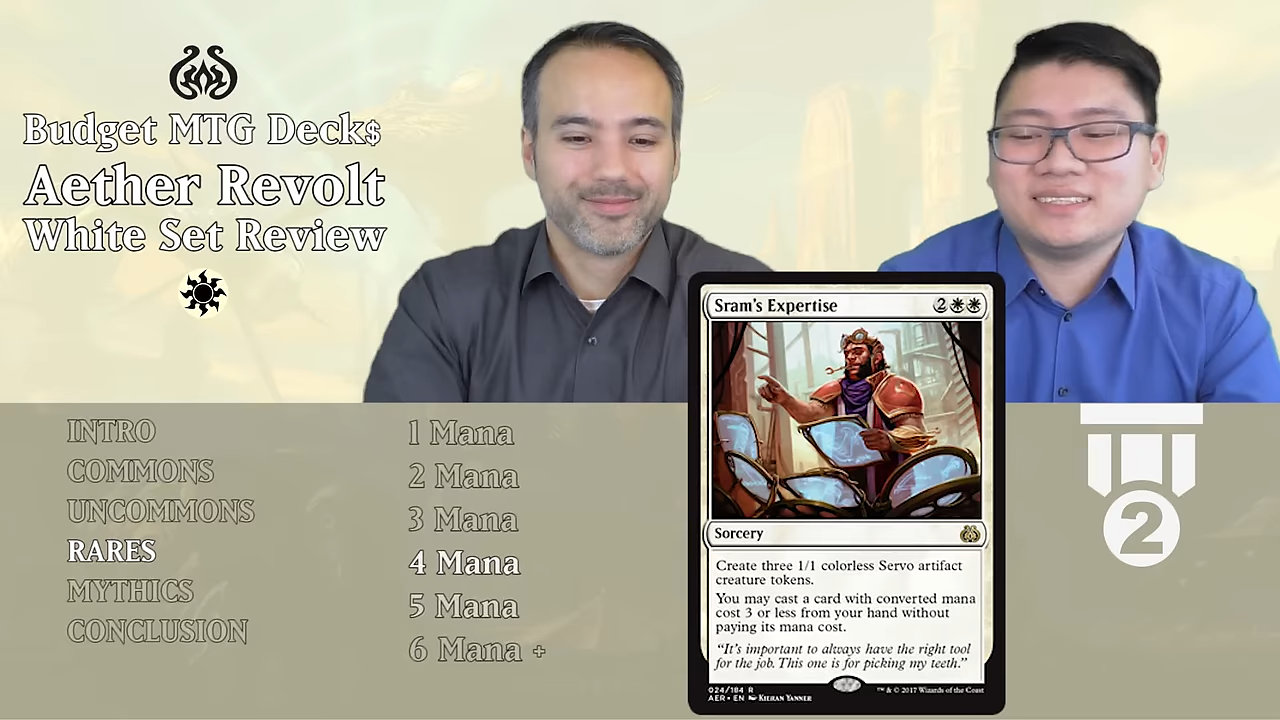 Budget MTG Deck$
Aether Revolt
White Set Review
INTRO
COMMONS
UNCOMMONS
RARES
MYTHICS
CONCLUSION
1 Mana
2 Mana
3 Mana
4 Mana
5 Mana
6 Mana +
Sram's Expertise 2
Sorcery
Create three 1/1 colorless Servo artifact
creature tokens.
You may cast a card with converted mana
cost 3 or less from your hand without
paying its mana cost.
"It's important to always have the right tool
for the job. This one is for picking my teeth."
024/184 R
AER • EN Kieran Yanner
™ & © 2017 Wizards of the Coast
2